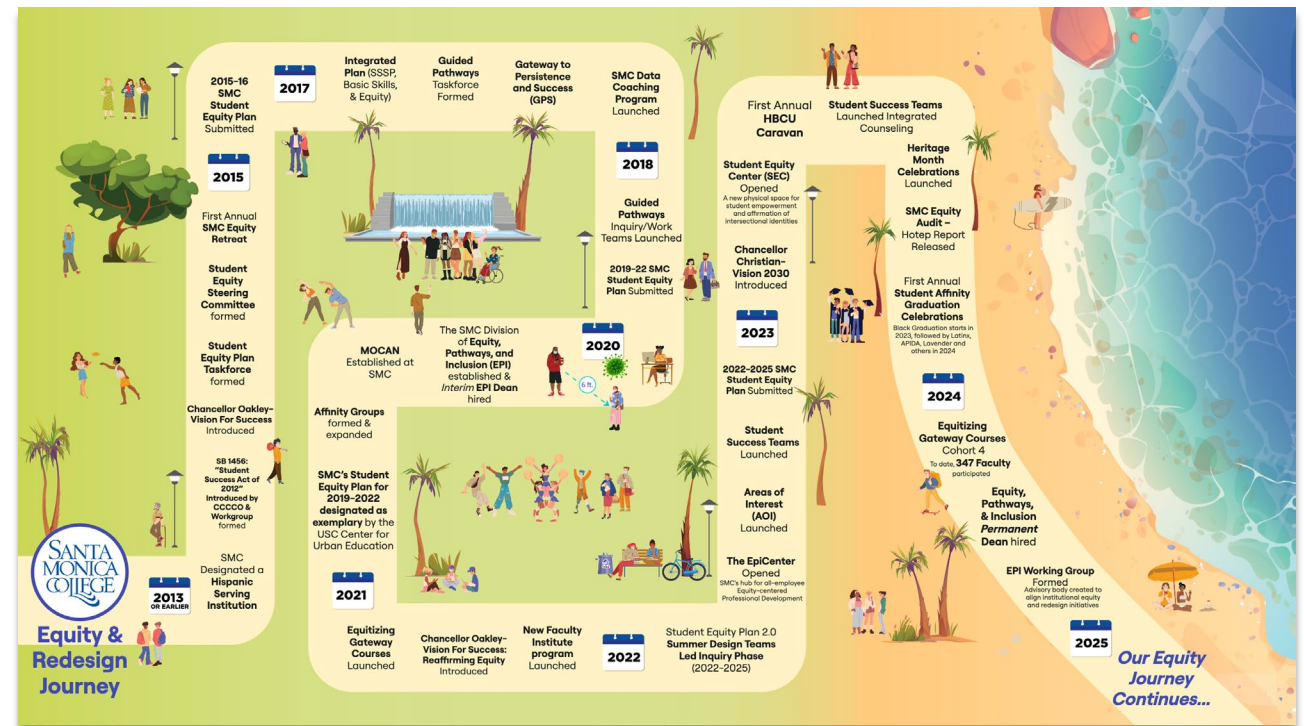 SANTA
MONICA
COLLEGE
Equity &
Redesign
Journey
2013
OR EARLIER
SMC
Designated a
Hispanic
Serving
Institution
SB 1456:
"Student
Success Act of
2012"
Introduced by
CCCCO &
Workgroup
formed
Chancellor Oakley-
Vision For Success
Introduced
Student
Equity Plan
Taskforce
formed
Student
Equity
Steering
Committee
formed
First Annual
SMC Equity
Retreat
2015
2015-16
SMC
Student
Equity Plan
Submitted
2017
Integrated
Plan (SSSP,
Basic Skills,
& Equity)
Guided
Pathways
Taskforce
Formed
Gateway to
Persistence
and Success
(GPS)
SMC Data
Coaching
Program
Launched
2018
Guided
Pathways
Inquiry/Work
Teams Launched
2019-22 SMC
Student Equity
Plan Submitted
2020
6 ft.
The SMC Division
of Equity,
Pathways, and
Inclusion (EPI)
established &
Interim EPI Dean
hired
MOCAN
Established at
SMC
Affinity Groups
formed &
expanded
SMC's Student
Equity Plan for
2019-2022
designated as
exemplary by the
USC Center for
Urban Education
2021
Equitizing
Gateway
Courses
Launched
Chancellor Oakley-
Vision For Success:
Reaffirming Equity
Introduced
New Faculty
Institute
program
Launched
2022
Student Equity Plan 2.0
Summer Design Teams
Led Inquiry Phase
(2022-2025)
The EpiCenter
Opened
SMC's hub for all-employee
Equity-centered
Professional Development
Areas of
Interest
(AOI)
Launched
Student
Success Teams
Launched
2022-2025 SMC
Student Equity
Plan Submitted
2023
Chancellor
Christian-
Vision 2030
Introduced
Student Equity
Center (SEC)
Opened
A new physical space for
student empowerment
and affirmation of
intersectional identities
First Annual
HBCU
Caravan
Student Success Teams
Launched Integrated
Counseling
Heritage
Month
Celebrations
Launched
SMC Equity
Audit –
Hotep Report
Released
First Annual
Student Affinity
Graduation
Celebrations
Black Graduation starts in
2023, followed by Latinx,
APIDA, Lavender and
others in 2024
2024
Equitizing
Gateway Courses
Cohort 4
To date, 347 Faculty
participated
Equity,
Pathways,
& Inclusion
Permanent
Dean hired
EPI Working Group
Formed
Advisory body created to
align institutional equity
and redesign initiatives
2025
Our Equity
Journey
Continues...